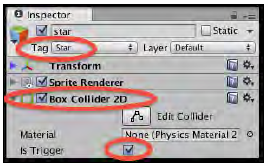 Inspector
star Static
Tag Star Layer Default
Transform
Sprite Renderer
Box Collider 2D
Edit Collider
Material None (Physics Material 2
Is Trigger